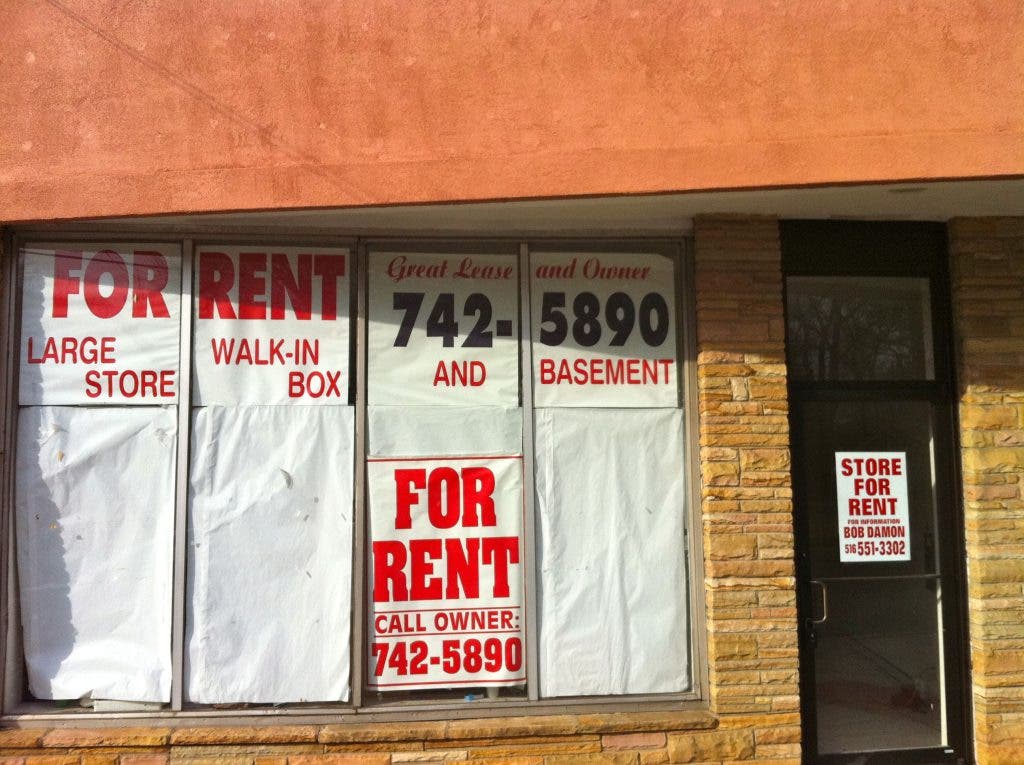 FOR RENT
LARGE STORE
WALK-IN BOX
Great Lease and Owner
742-5890
AND BASEMENT
FOR
RENT
CALL OWNER:
742-5890
STORE
FOR
RENT
FOR INFORMATION
BOB DAMON
516 551-3302